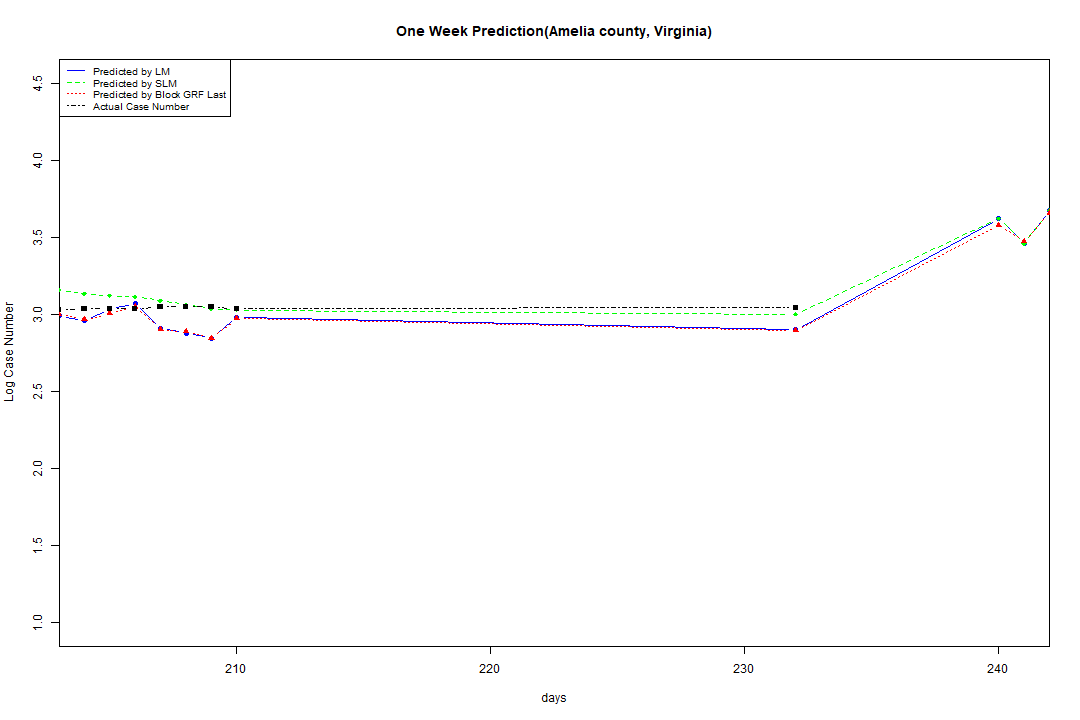 One Week Prediction(Amelia county, Virginia)
Predicted by LM
Predicted by SLM
Predicted by Block GRF Last
Actual Case Number
4.5
4.0
3.5
3.0
2.5
2.0
1.5
1.0
Log Case Number
210
220
230
240
days